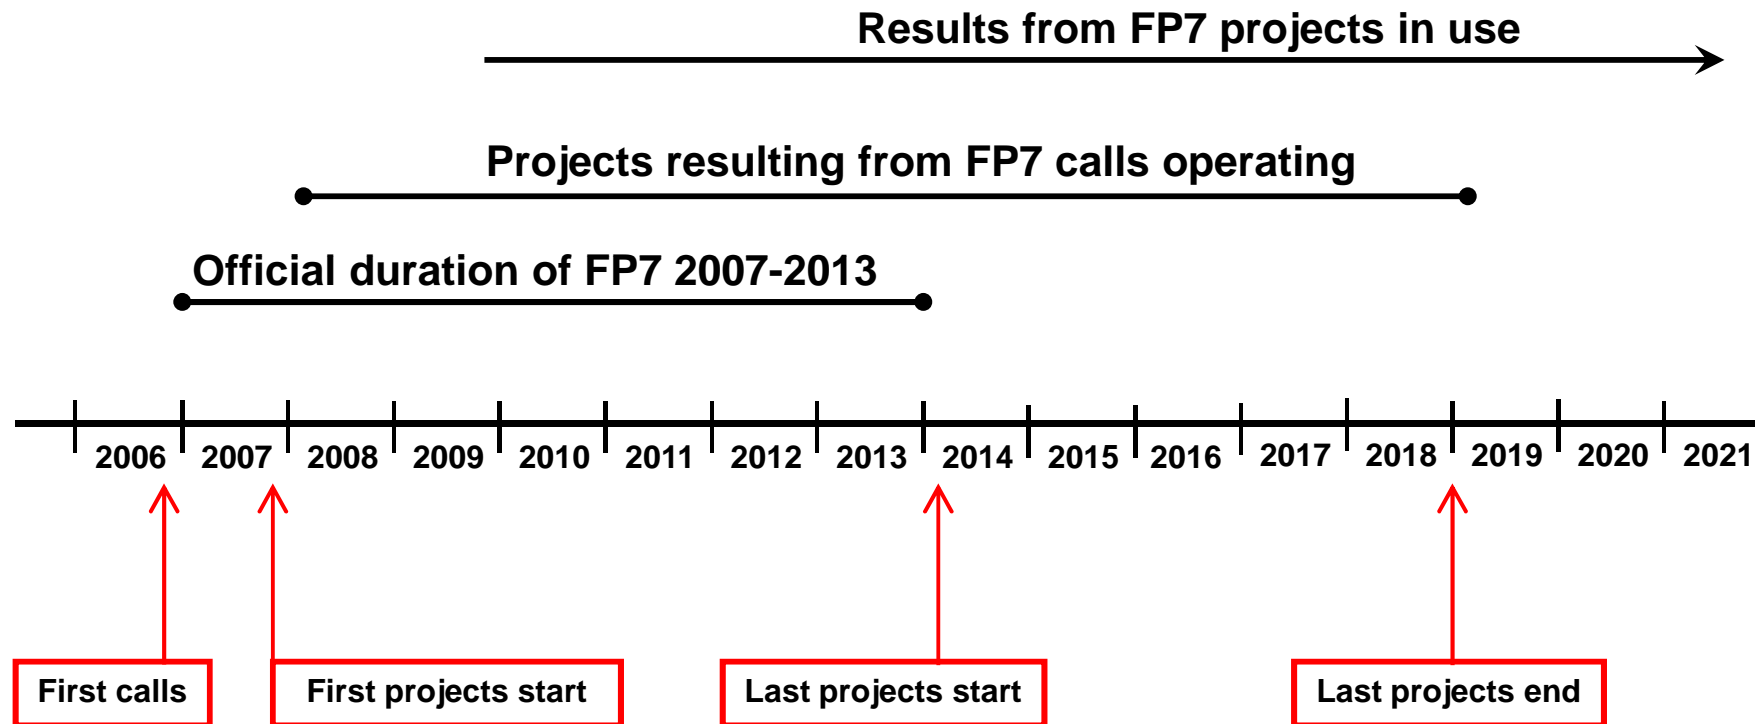 Results from FP7 projects in use
Projects resulting from FP7 calls operating
Official duration of FP7 2007-2013
2006 2007 2008 2009 2010 2011 2012 2013 2014 2015 2016 2017 2018 2019 2020 2021
First calls
First projects start
Last projects start
Last projects end